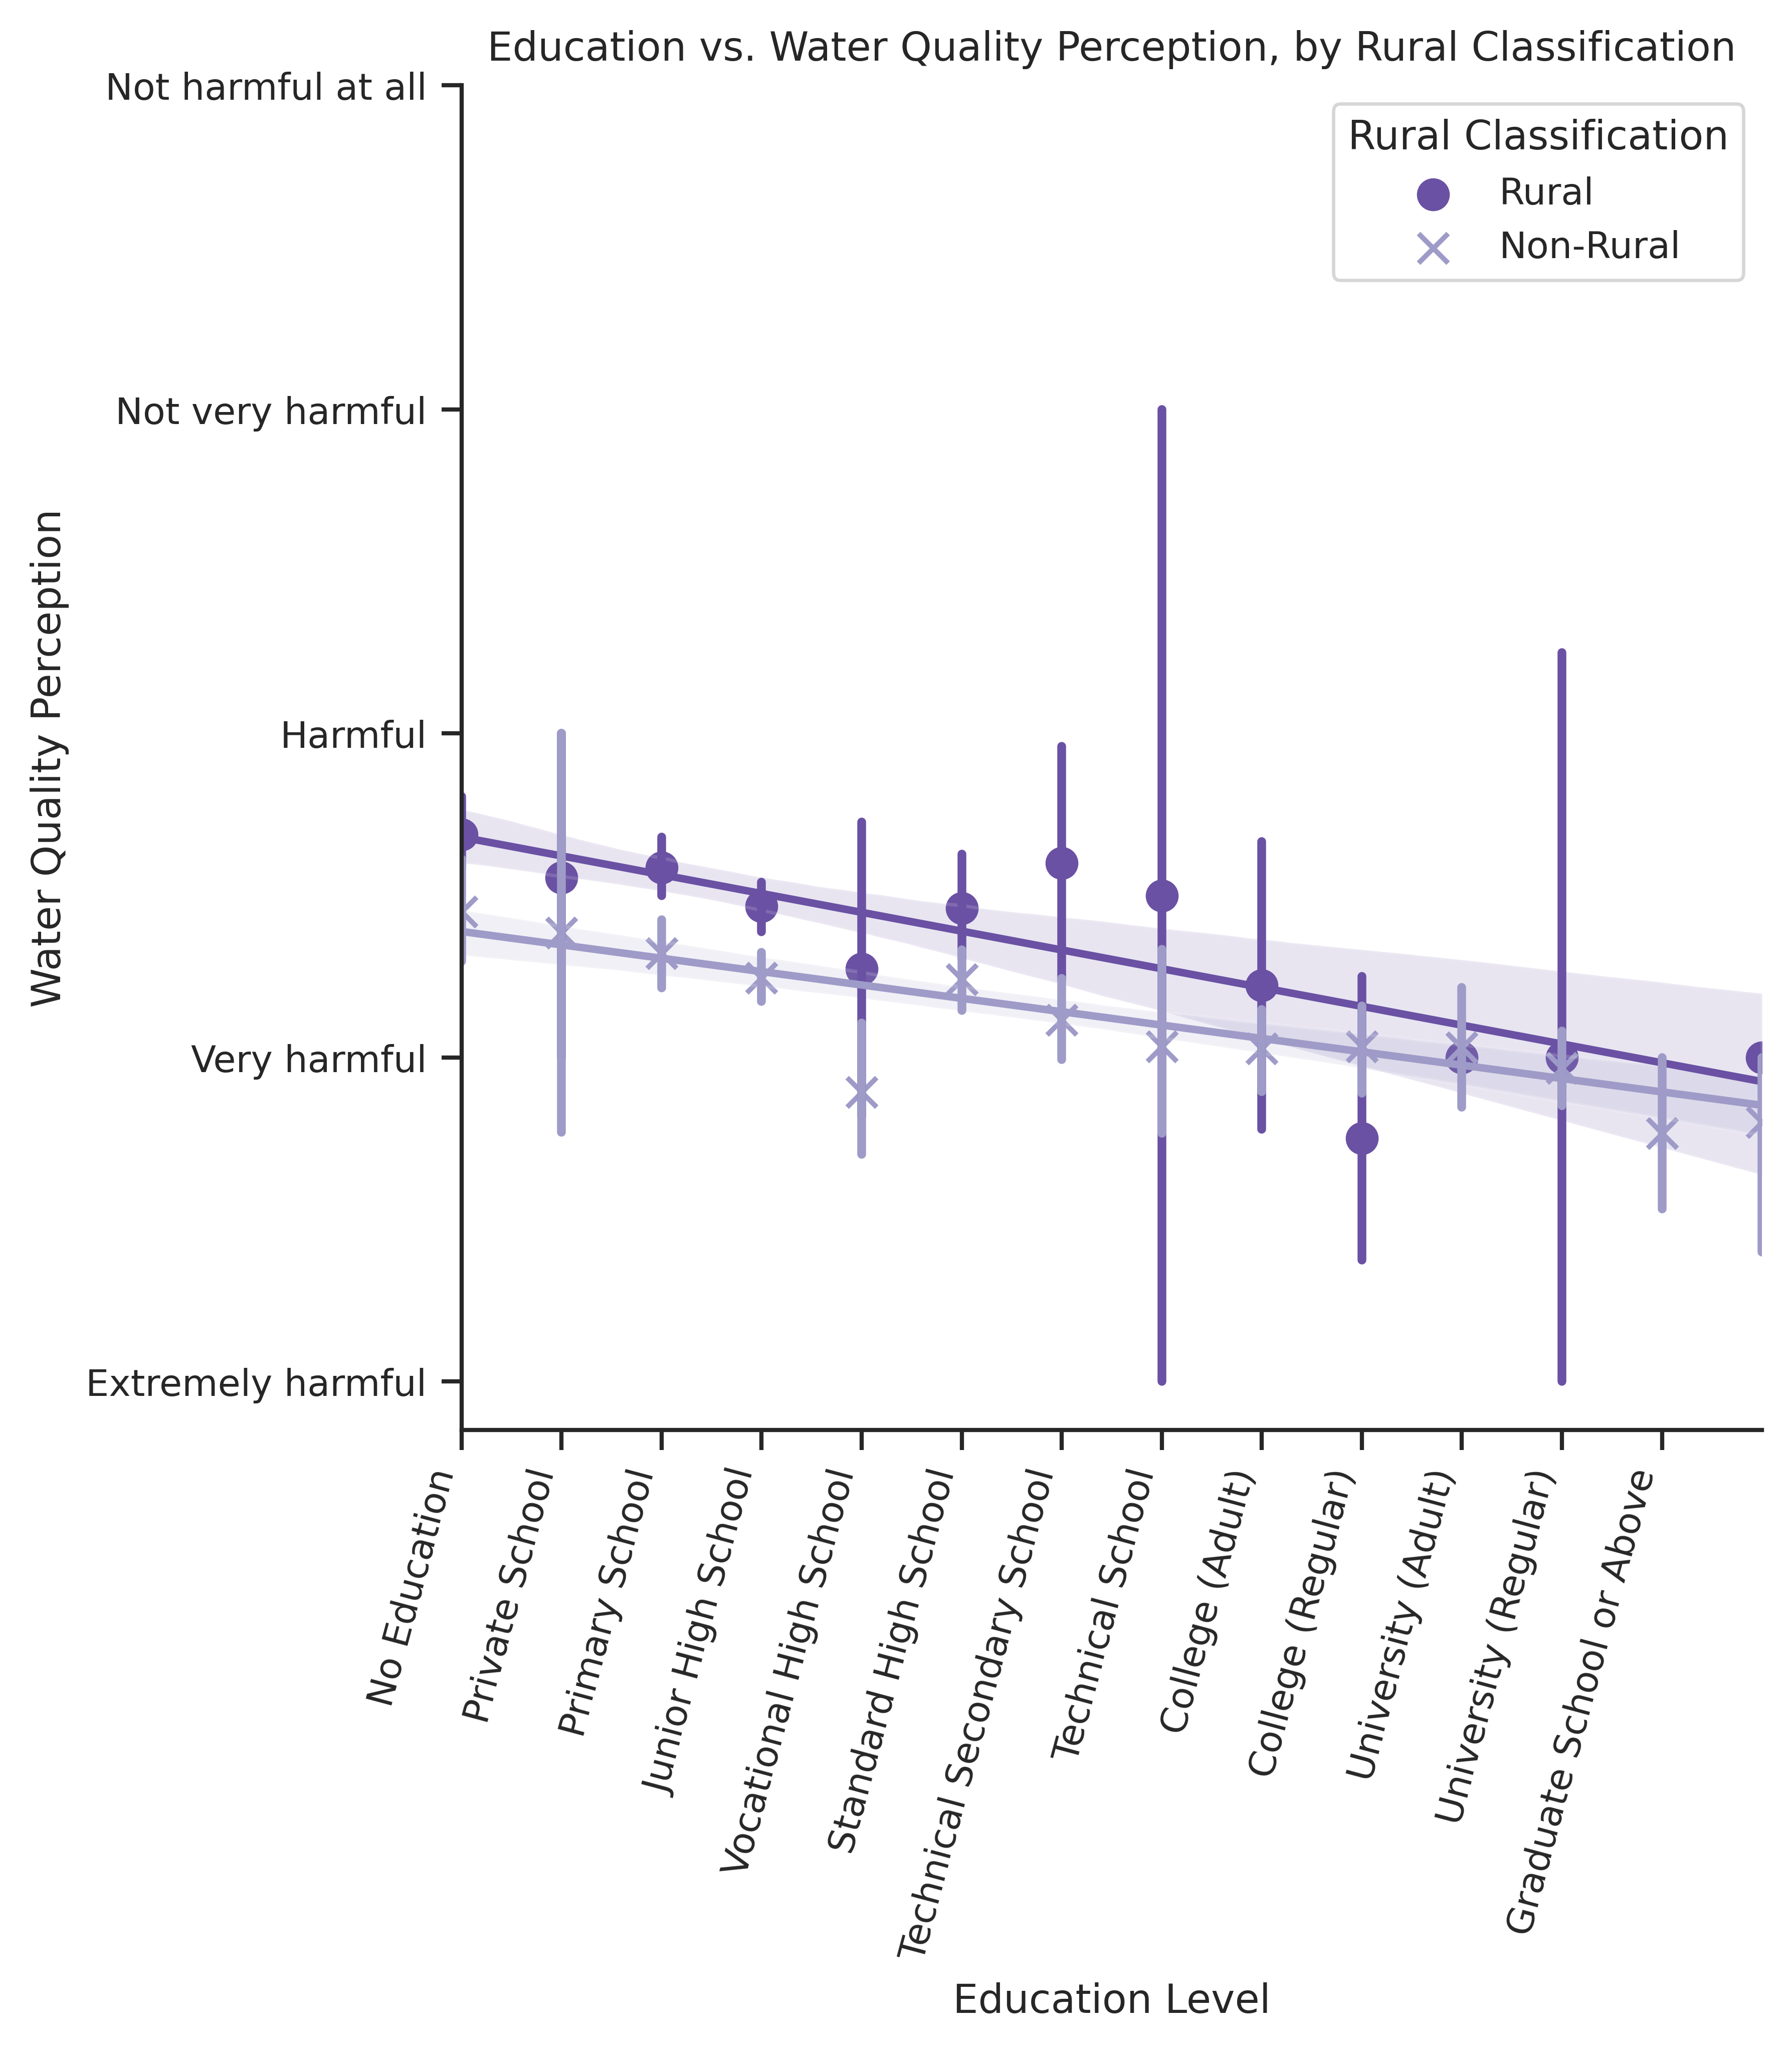 Education vs. Water Quality Perception, by Rural Classification
Not harmful at all
Not very harmful
Harmful
Very harmful
Extremely harmful
Water Quality Perception
Rural Classification
Rural
Non-Rural
No Education
Private School
Primary School
Junior High School
Vocational High School
Standard High School
Technical Secondary School
Technical School
College (Adult)
College (Regular)
University (Adult)
University (Regular)
Graduate School or Above
Education Level